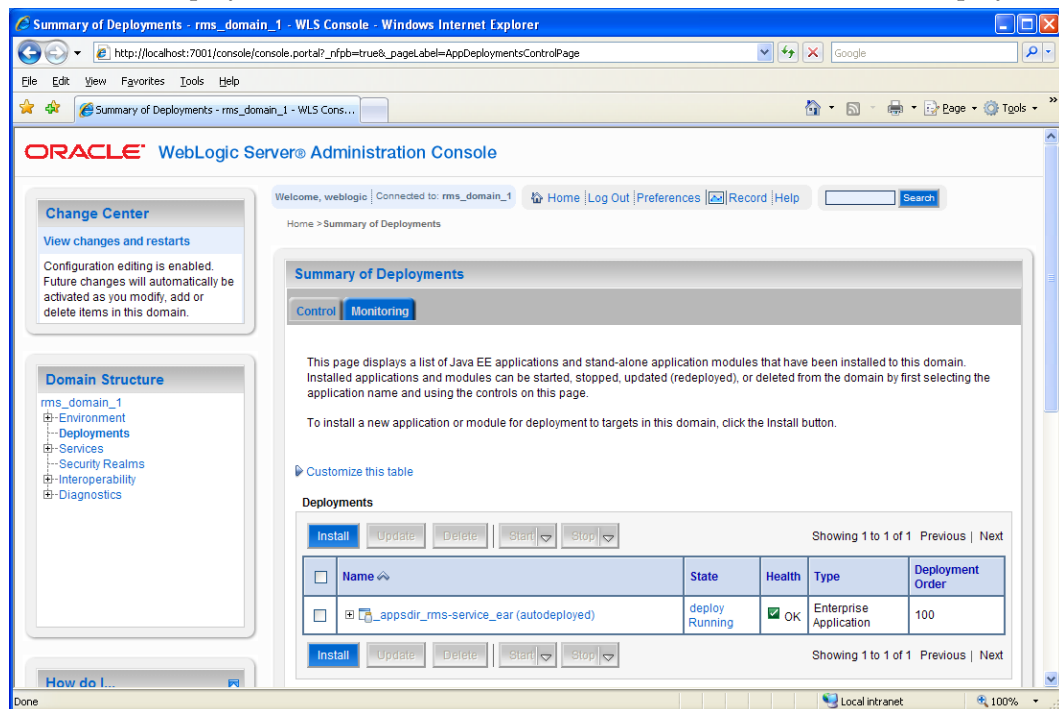 Summary of Deployments - rms_domain_1 - WLS Console - Windows Internet Explorer
http://localhost:7001/console/console.portal?_nfpb=true&_pageLabel=AppDeploymentsControlPage
Google
File Edit View Favorites Tools Help
Summary of Deployments - rms_domain_1 - WLS Cons...
Page Tools »
ORACLE® WebLogic Server® Administration Console
Change Center
View changes and restarts
Configuration editing is enabled.
Future changes will automatically be
activated as you modify, add or
delete items in this domain.
Domain Structure
rms_domain_1
Environment
Deployments
Services
Security Realms
Interoperability
Diagnostics
How do I...
Welcome, weblogic Connected to: rms_domain_1 Home Log Out Preferences Record Help Search
Home >Summary of Deployments
Summary of Deployments
Control Monitoring
This page displays a list of Java EE applications and stand-alone application modules that have been installed to this domain.
Installed applications and modules can be started, stopped, updated (redeployed), or deleted from the domain by first selecting the
application name and using the controls on this page.
To install a new application or module for deployment to targets in this domain, click the Install button.
Customize this table
Deployments
Install Update Delete Start Stop Showing 1 to 1 of 1 Previous | Next
Name State Health Type Deployment Order
_appsdir_rms-service_ear (autodeployed) deploy Running OK Enterprise Application 100
Install Update Delete Start Stop Showing 1 to 1 of 1 Previous | Next
Done Local intranet 100%